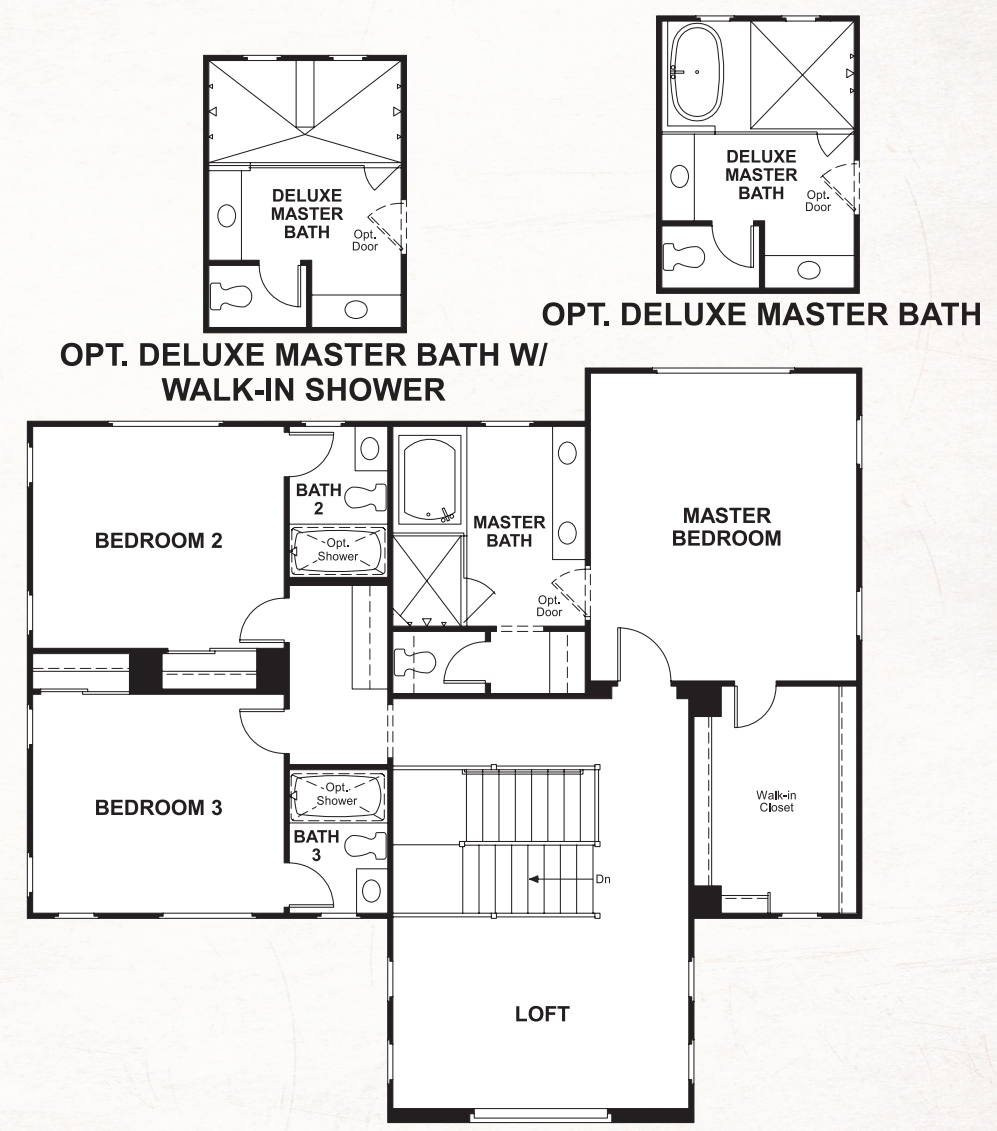 DELUXE
MASTER
BATH
Opt.
Door
OPT. DELUXE MASTER BATH W/
WALK-IN SHOWER
DELUXE
MASTER
BATH
Opt.
Door
OPT. DELUXE MASTER BATH
BEDROOM 2
BATH
2
Opt.
Shower
MASTER
BATH
Opt.
Door
MASTER
BEDROOM
BEDROOM 3
Opt.
Shower
BATH
3
Dn
Walk-in
Closet
LOFT